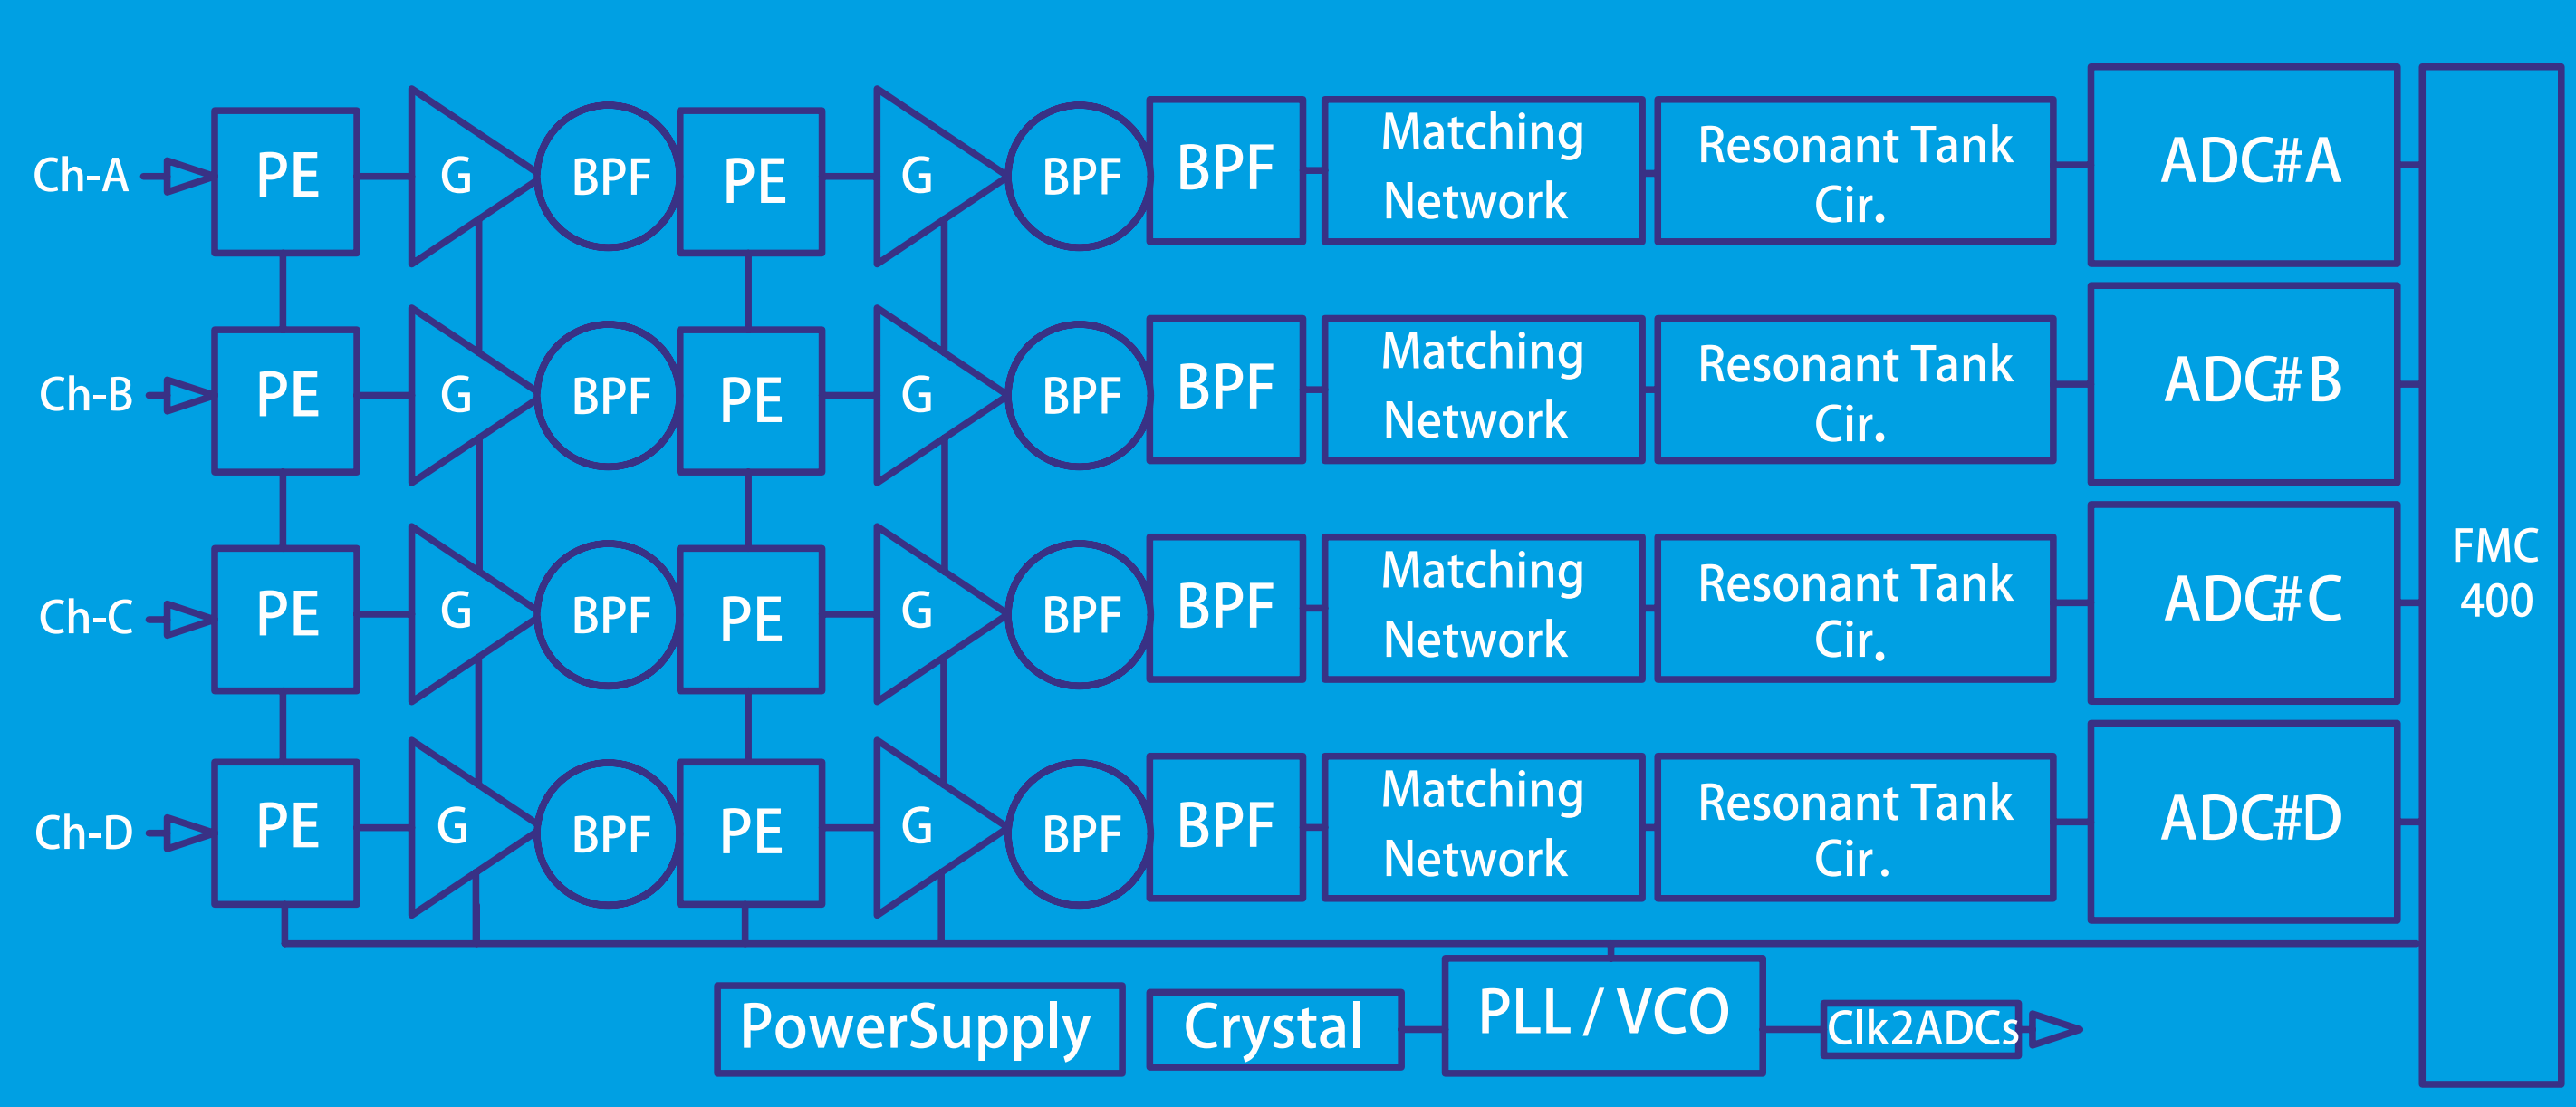 Ch-A PE G BPF PE G BPF BPF Matching Network Resonant Tank Cir. ADC#A
Ch-B PE G BPF PE G BPF BPF Matching Network Resonant Tank Cir. ADC#B
Ch-C PE G BPF PE G BPF BPF Matching Network Resonant Tank Cir. ADC#C
Ch-D PE G BPF PE G BPF BPF Matching Network Resonant Tank Cir. ADC#D
FMC
400
PowerSupply Crystal PLL / VCO Clk2ADCs